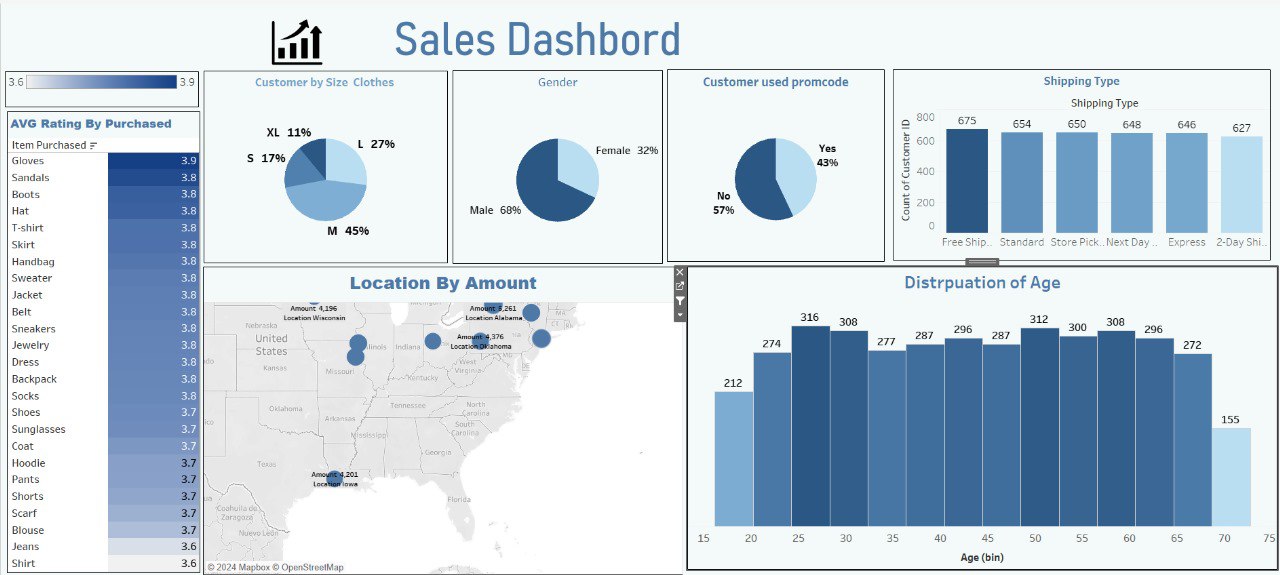 Sales Dashbord
3.6 3.9
AVG Rating By Purchased
Item Purchased
Gloves 3.9
Sandals 3.8
Boots 3.8
Hat 3.8
T-shirt 3.8
Skirt 3.8
Handbag 3.8
Sweater 3.8
Jacket 3.8
Belt 3.8
Sneakers 3.8
Jewelry 3.8
Dress 3.8
Backpack 3.8
Socks 3.8
Shoes 3.7
Sunglasses 3.7
Coat 3.7
Hoodie 3.7
Pants 3.7
Shorts 3.7
Scarf 3.7
Blouse 3.7
Jeans 3.6
Shirt 3.6
Customer by Size Clothes
XL 11%
L 27%
S 17%
M 45%
Gender
Female 32%
Male 68%
Customer used promcode
Yes
43%
No
57%
Shipping Type
Shipping Type
Count of Customer ID
800
600
400
200
0
675 654 650 648 646 627
Free Ship.. Standard Store Pick.. Next Day .. Express 2-Day Shi..
Location By Amount
Amount 4,196
Location Wisconsin
Amount 5,261
Location Alabama
Amount 4,376
Location Oklahoma
Amount 4,201
Location Iowa
Nebraska
United
States
Kansas
Missouri
Indiana
West
Virginia
Kentucky
Oklahoma
Arkansas
Tennessee
North
Carolina
South
Carolina
Mississippi
Georgia
Texas
Florida
Coahuila de
Zaragoza
Nuevo León
MA
CT RI
© 2024 Mapbox © OpenStreetMap
Distrpuation of Age
212 274 316 308 277 287 296 287 312 300 308 296 272 155
15 20 25 30 35 40 45 50 55 60 65 70 75
Age (bin)